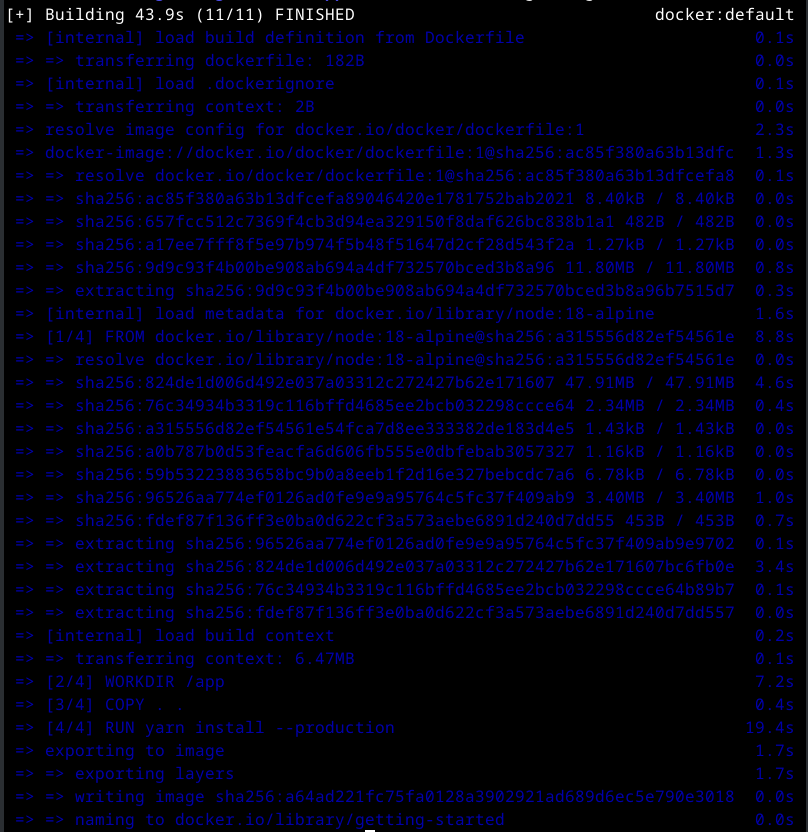 [+] Building 43.9s (11/11) FINISHED docker:default
=> [internal] load build definition from Dockerfile 0.1s
=> => transferring dockerfile: 182B 0.0s
=> [internal] load .dockerignore 0.1s
=> => transferring context: 2B 0.0s
=> resolve image config for docker.io/docker/dockerfile:1 2.3s
=> docker-image://docker.io/docker/dockerfile:1@sha256:ac85f380a63b13dfc 1.3s
=> => resolve docker.io/docker/dockerfile:1@sha256:ac85f380a63b13dfcefa8 0.1s
=> => sha256:ac85f380a63b13dfcefa89046420e1781752bab2021 8.40kB / 8.40kB 0.0s
=> => sha256:657fcc512c7369f4cb3d94ea329150f8daf626bc838b1a1 482B / 482B 0.0s
=> => sha256:a17ee7fff8f5e97b974f5b48f51647d2cf28d543f2a 1.27kB / 1.27kB 0.0s
=> => sha256:9d9c93f4b00be908ab694a4df732570bced3b8a96 11.80MB / 11.80MB 0.8s
=> => extracting sha256:9d9c93f4b00be908ab694a4df732570bced3b8a96b7515d7 0.3s
=> [internal] load metadata for docker.io/library/node:18-alpine 1.6s
=> [1/4] FROM docker.io/library/node:18-alpine@sha256:a315556d82ef54561e 8.8s
=> => resolve docker.io/library/node:18-alpine@sha256:a315556d82ef54561e 0.0s
=> => sha256:824de1d006d492e037a03312c272427b62e171607 47.91MB / 47.91MB 4.6s
=> => sha256:76c34934b3319c116bffd4685ee2bcb032298ccce64 2.34MB / 2.34MB 0.4s
=> => sha256:a315556d82ef54561e54fca7d8ee333382de183d4e5 1.43kB / 1.43kB 0.0s
=> => sha256:a0b787b0d53feacfa6d606fb555e0dbfebab3057327 1.16kB / 1.16kB 0.0s
=> => sha256:59b53223883658bc9b0a8eeb1f2d16e327bebcdc7a6 6.78kB / 6.78kB 0.0s
=> => sha256:96526aa774ef0126ad0fe9e9a95764c5fc37f409ab9 3.40MB / 3.40MB 1.0s
=> => sha256:fdef87f136ff3e0ba0d622cf3a573aebe6891d240d7dd55 453B / 453B 0.7s
=> => extracting sha256:96526aa774ef0126ad0fe9e9a95764c5fc37f409ab9e9702 0.1s
=> => extracting sha256:824de1d006d492e037a03312c272427b62e171607bc6fb0e 3.4s
=> => extracting sha256:76c34934b3319c116bffd4685ee2bcb032298ccce64b89b7 0.1s
=> => extracting sha256:fdef87f136ff3e0ba0d622cf3a573aebe6891d240d7dd557 0.0s
=> [internal] load build context 0.2s
=> => transferring context: 6.47MB 0.1s
=> [2/4] WORKDIR /app 7.2s
=> [3/4] COPY . . 0.4s
=> [4/4] RUN yarn install --production 19.4s
=> exporting to image 1.7s
=> => exporting layers 1.7s
=> => writing image sha256:a64ad221fc75fa0128a3902921ad689d6ec5e790e3018 0.0s
=> => naming to docker.io/library/getting-started 0.0s